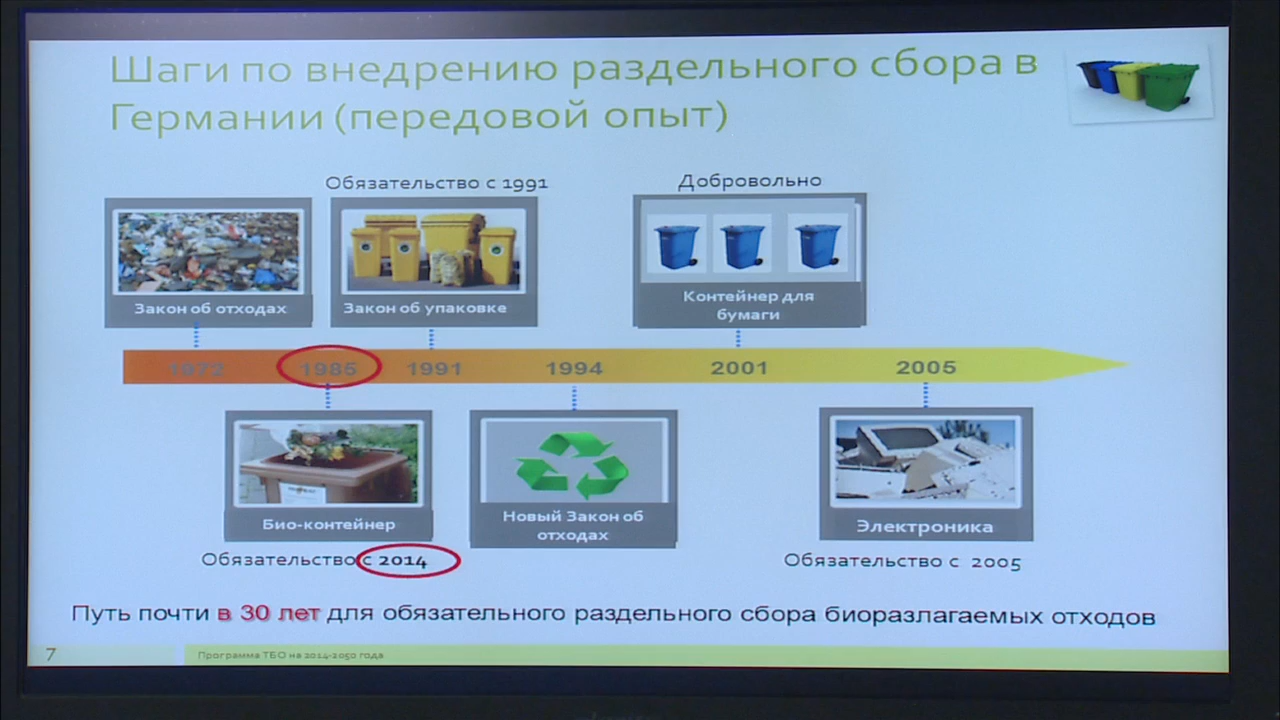 Шаги по внедрению раздельного сбора в
Германии (передовой опыт)
Обязательство с 1991
Добровольно
Закон об отходах
Закон об упаковке
Контейнер для
бумаги
1972
1985
1991
1994
2001
2005
Био-контейнер
Новый Закон об
отходах
Электроника
Обязательство с 2014
Обязательство с 2005
Путь почти в 30 лет для обязательного раздельного сбора биоразлагаемых отходов
7
Программа ТБО на 2014-2050 года